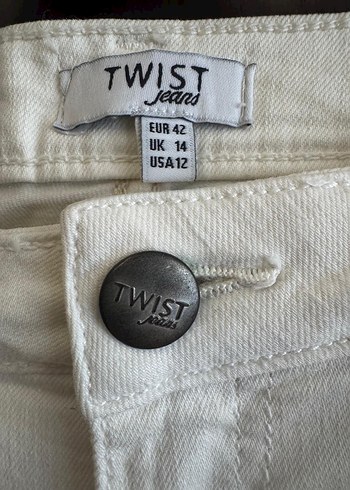 TWIST
jeans
EUR 42
UK 14
USA 12
TWIST
jeans